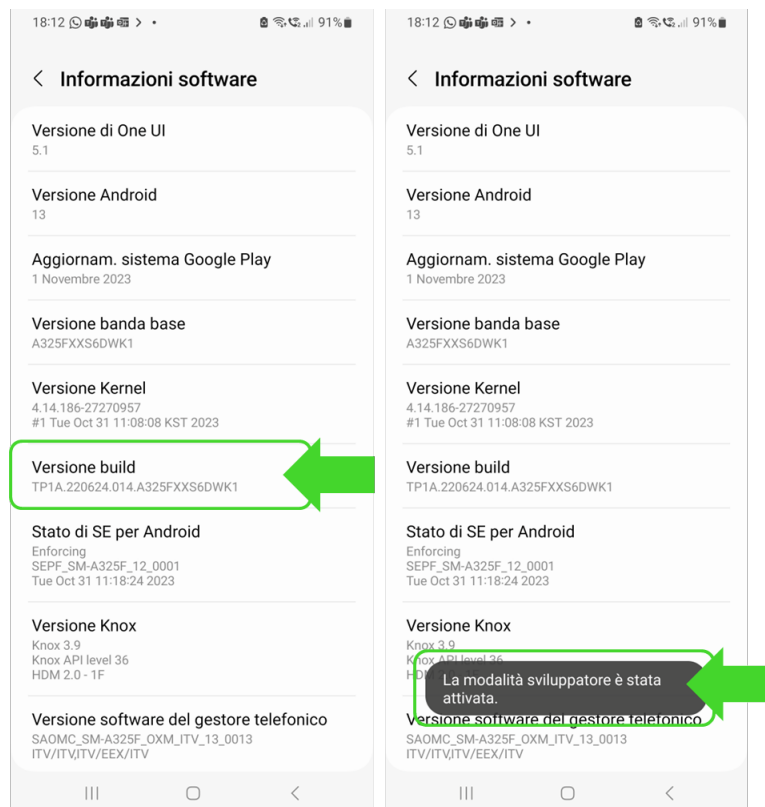 18:12 91%
Informazioni software
Versione di One UI
5.1
Versione Android
13
Aggiornam. sistema Google Play
1 Novembre 2023
Versione banda base
A325FXXS6DWK1
Versione Kernel
4.14.186-27270957
#1 Tue Oct 31 11:08:08 KST 2023
Versione build
TP1A.220624.014.A325FXXS6DWK1
Stato di SE per Android
Enforcing
SEPF_SM-A325F_12_0001
Tue Oct 31 11:18:24 2023
Versione Knox
Knox 3.9
Knox API level 36
HDM 2.0 - 1F
Versione software del gestore telefonico
SAOMC_SM-A325F_OXM_ITV_13_0013
ITV/ITV,ITV/EEX/ITV
18:12 91%
Informazioni software
Versione di One UI
5.1
Versione Android
13
Aggiornam. sistema Google Play
1 Novembre 2023
Versione banda base
A325FXXS6DWK1
Versione Kernel
4.14.186-27270957
#1 Tue Oct 31 11:08:08 KST 2023
Versione build
TP1A.220624.014.A325FXXS6DWK1
Stato di SE per Android
Enforcing
SEPF_SM-A325F_12_0001
Tue Oct 31 11:18:24 2023
Versione Knox
Knox 3.9
Knox API level 36
HDM
La modalità sviluppatore è stata
attivata.
Versione software del gestore telefonico
SAOMC_SM-A325F_OXM_ITV_13_0013
ITV/ITV,ITV/EEX/ITV